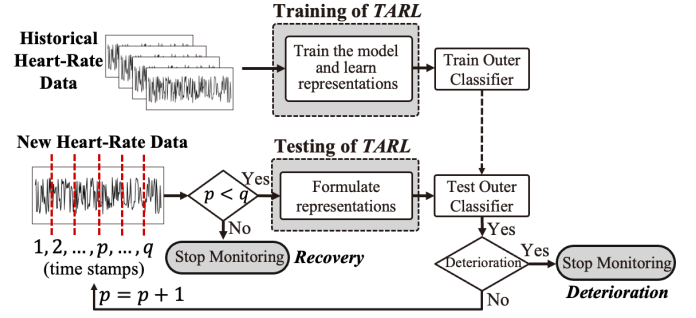 Training of TARL
Historical
Heart-Rate
Data
Train the model
and learn
representations
Train Outer
Classifier
New Heart-Rate Data
Testing of TARL
p < q
Yes
No
Formulate
representations
Test Outer
Classifier
Yes
1, 2, ..., p, ..., q
(time stamps)
Stop Monitoring
Recovery
Deterioration
Yes
No
Stop Monitoring
Deterioration
p = p + 1